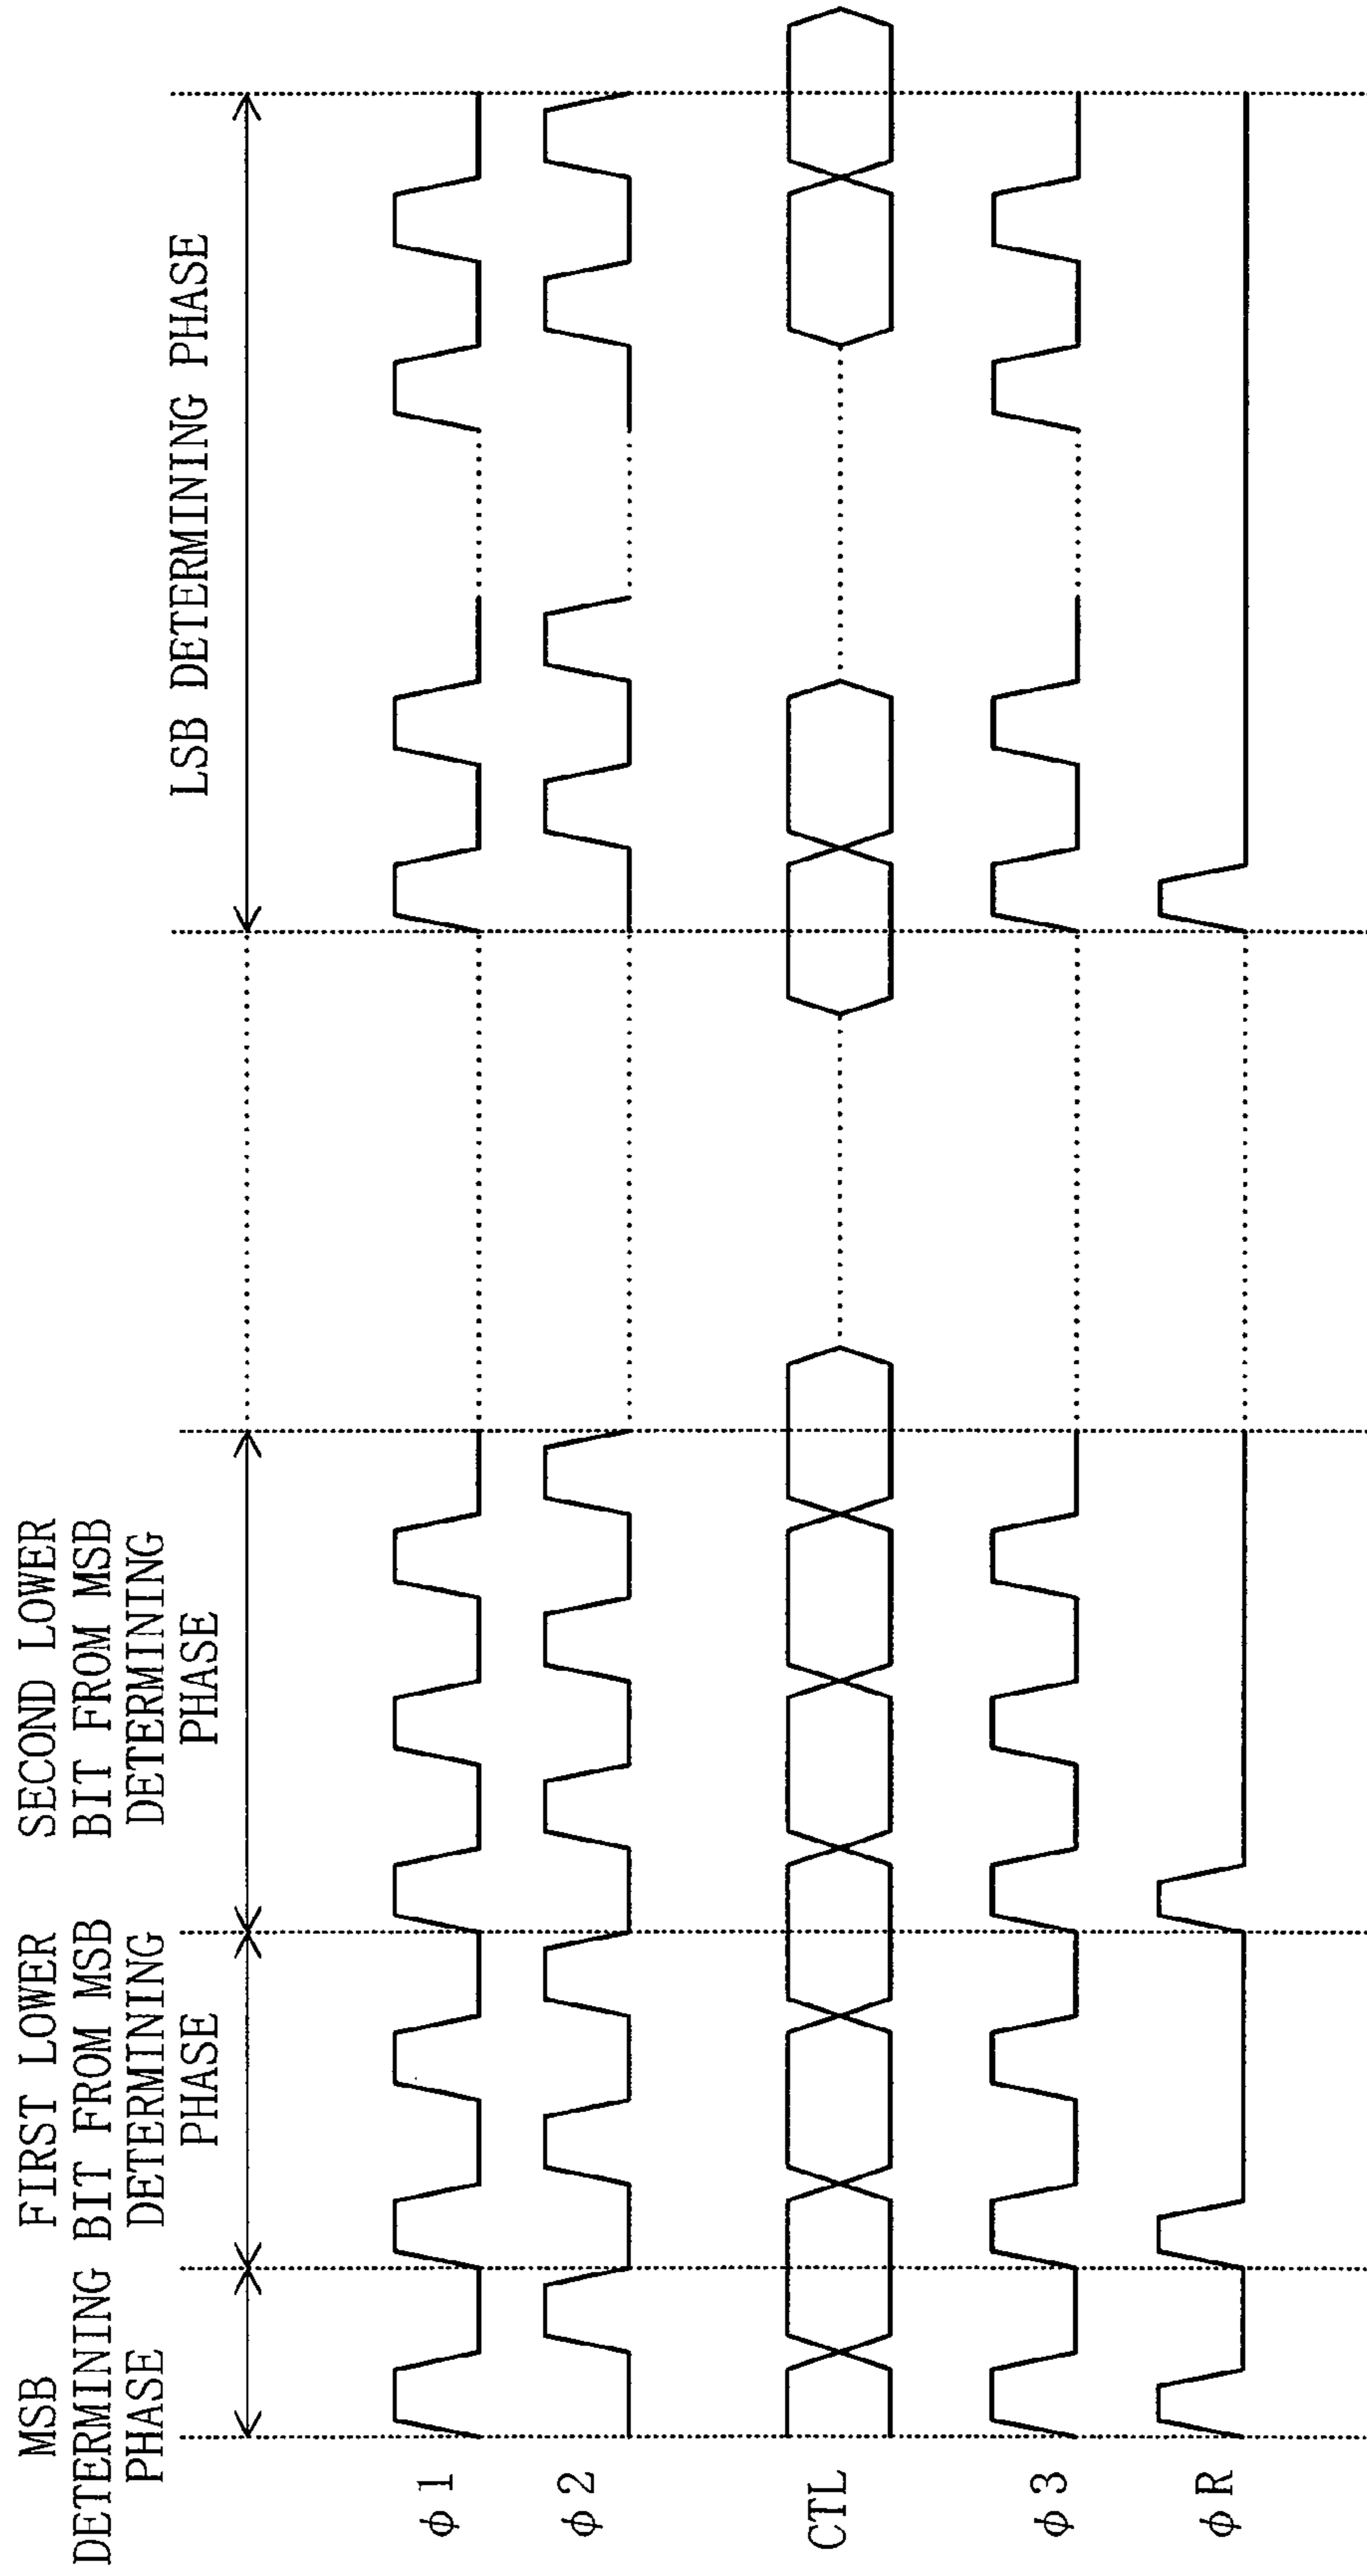 MSB
DETERMINING
PHASE
FIRST LOWER
BIT FROM MSB
DETERMINING
PHASE
SECOND LOWER
BIT FROM MSB
DETERMINING
PHASE
LSB DETERMINING PHASE
φ1
φ2
CTL
φ3
φR